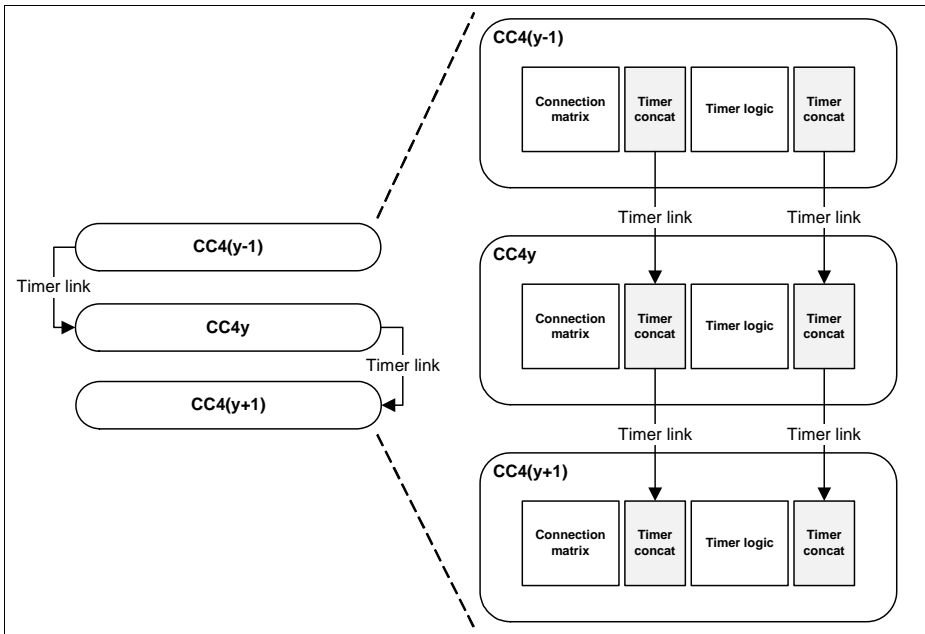 CC4(y-1)
Timer link
CC4y
Timer link
CC4(y+1)
CC4(y-1)
Connection
matrix
Timer
concat
Timer logic
Timer
concat
Timer link
Timer link
CC4y
Connection
matrix
Timer
concat
Timer logic
Timer
concat
Timer link
Timer link
CC4(y+1)
Connection
matrix
Timer
concat
Timer logic
Timer
concat